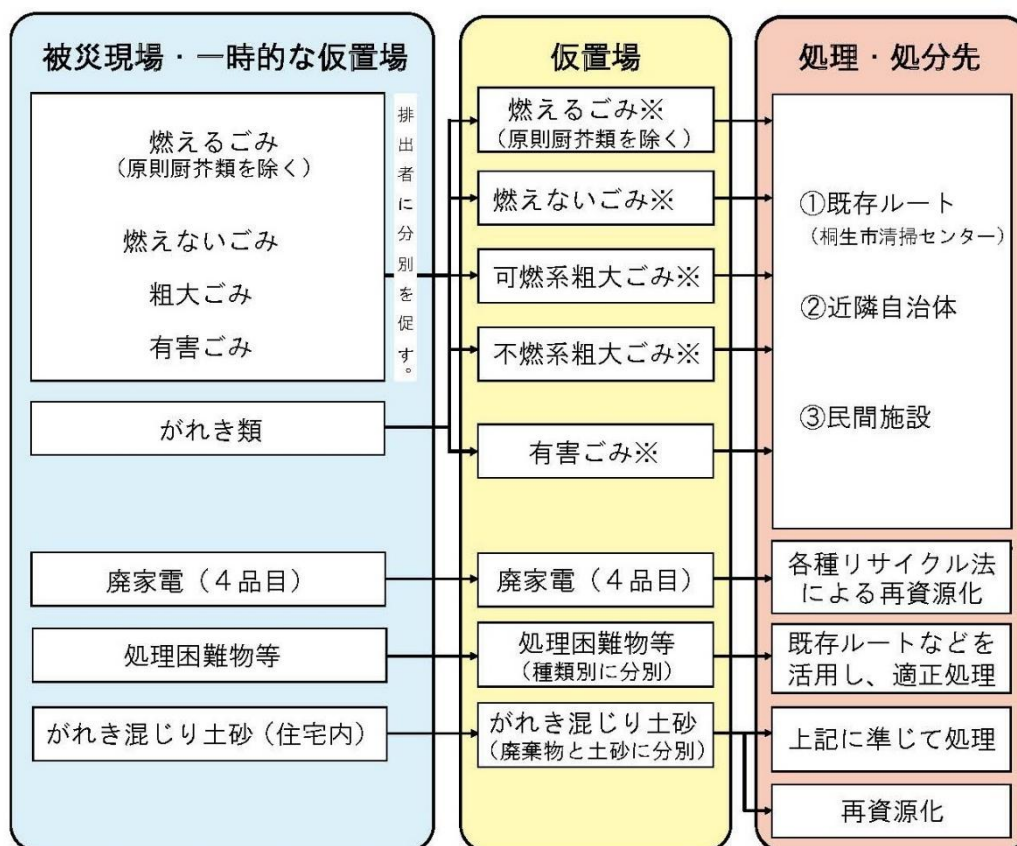 被災現場・一時的な仮置場
燃えるごみ
(原則厨芥類を除く)
燃えないごみ
粗大ごみ
有害ごみ
排出者に分別を促す。
がれき類
廃家電（４品目）
処理困難物等
がれき混じり土砂（住宅内）
仮置場
燃えるごみ※
(原則厨芥類を除く)
燃えないごみ※
可燃系粗大ごみ※
不燃系粗大ごみ※
有害ごみ※
廃家電（４品目）
処理困難物等
(種類別に分別)
がれき混じり土砂
(廃棄物と土砂に分別)
処理・処分先
①既存ルート
（桐生市清掃センター）
②近隣自治体
③民間施設
各種リサイクル法
による再資源化
既存ルートなどを
活用し、適正処理
上記に準じて処理
再資源化